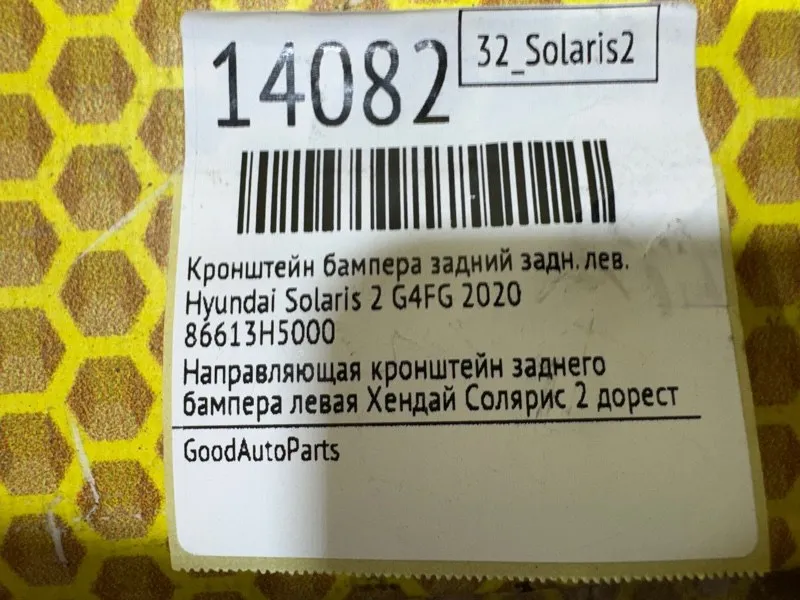 14082
32_Solaris2
Кронштейн бампера задний задн. лев.
Hyundai Solaris 2 G4FG 2020
86613H5000
Направляющая кронштейн заднего
бампера левая Хендай Солярис 2 дорест
GoodAutoParts